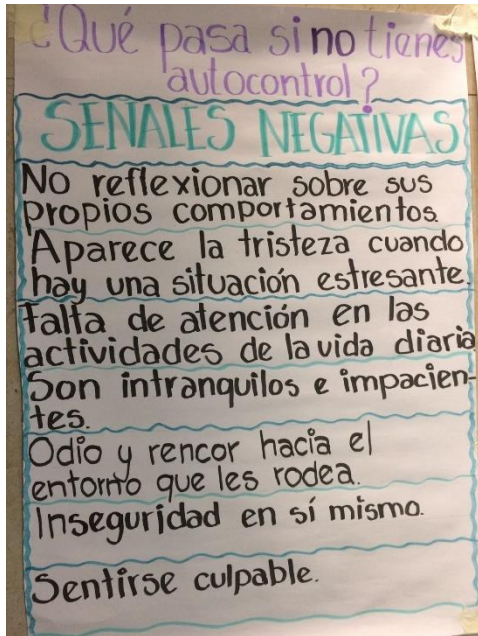 ¿Qué pasa si no tienes
autocontrol?
SENALES NEGATIVAS
No reflexionar sobre sus
propios comportamientos.
Aparece la tristeza cuando
hay una situación estresante.
Falta de atención en las
actividades de la vida diaria
Son intranquilos e impacien-
tes.
Odio y rencor hacia el
entorno que les rodea.
Inseguridad en sí mismo.
Sentirse culpable.